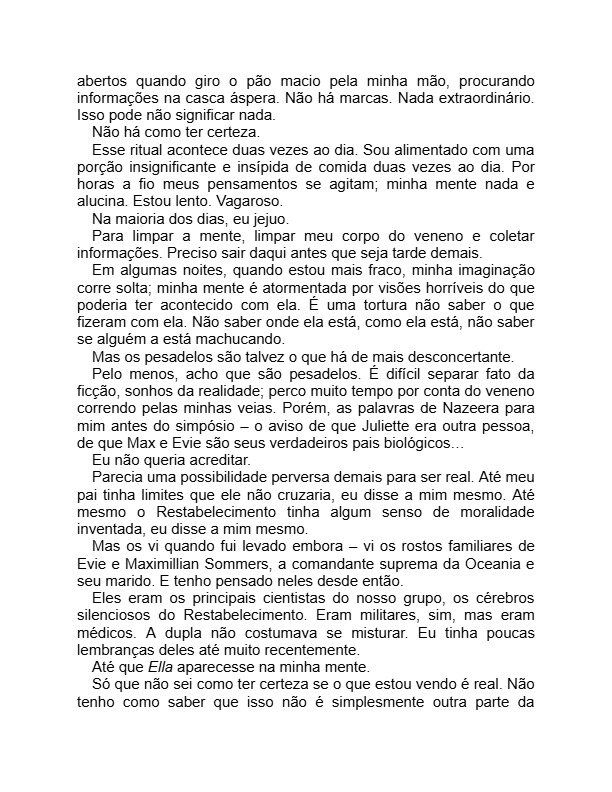 abertos quando giro o pão macio pela minha mão, procurando
informações na casca áspera. Não há marcas. Nada extraordinário.
Isso pode não significar nada.
Não há como ter certeza.
Esse ritual acontece duas vezes ao dia. Sou alimentado com uma
porção insignificante e insípida de comida duas vezes ao dia. Por
horas a fio meus pensamentos se agitam; minha mente nada e
alucina. Estou lento. Vagaroso.
Na maioria dos dias, eu jejuo.
Para limpar a mente, limpar meu corpo do veneno e coletar
informações. Preciso sair daqui antes que seja tarde demais.
Em algumas noites, quando estou mais fraco, minha imaginação
corre solta; minha mente é atormentada por visões horríveis do que
poderia ter acontecido com ela. É uma tortura não saber o que
fizeram com ela. Não saber onde ela está, como ela está, não saber
se alguém a está machucando.
Mas os pesadelos são talvez o que há de mais desconcertante.
Pelo menos, acho que são pesadelos. É difícil separar fato da
ficção, sonhos da realidade; perco muito tempo por conta do veneno
correndo pelas minhas veias. Porém, as palavras de Nazeera para
mim antes do simpósio – o aviso de que Juliette era outra pessoa,
de que Max e Evie são seus verdadeiros pais biológicos…
Eu não queria acreditar.
Parecia uma possibilidade perversa demais para ser real. Até meu
pai tinha limites que ele não cruzaria, eu disse a mim mesmo. Até
mesmo o Restabelecimento tinha algum senso de moralidade
inventada, eu disse a mim mesmo.
Mas os vi quando fui levado embora – vi os rostos familiares de
Evie e Maximillian Sommers, a comandante suprema da Oceania e
seu marido. E tenho pensado neles desde então.
Eles eram os principais cientistas do nosso grupo, os cérebros
silenciosos do Restabelecimento. Eram militares, sim, mas eram
médicos. A dupla não costumava se misturar. Eu tinha poucas
lembranças deles até muito recentemente.
Até que Ella aparecesse na minha mente.
Só que não sei como ter certeza se o que estou vendo é real. Não
tenho como saber que isso não é simplesmente outra parte da